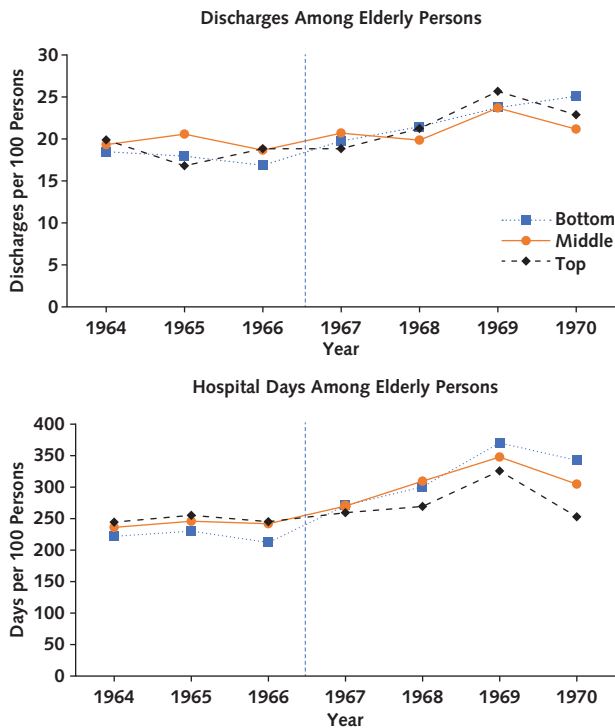 Discharges Among Elderly Persons
Discharges per 100 Persons
30
25
20
15
10
5
0
Bottom
Middle
Top
1964 1965 1966 1967 1968 1969 1970
Year
Hospital Days Among Elderly Persons
Days per 100 Persons
400
350
300
250
200
150
100
50
0
1964 1965 1966 1967 1968 1969 1970
Year